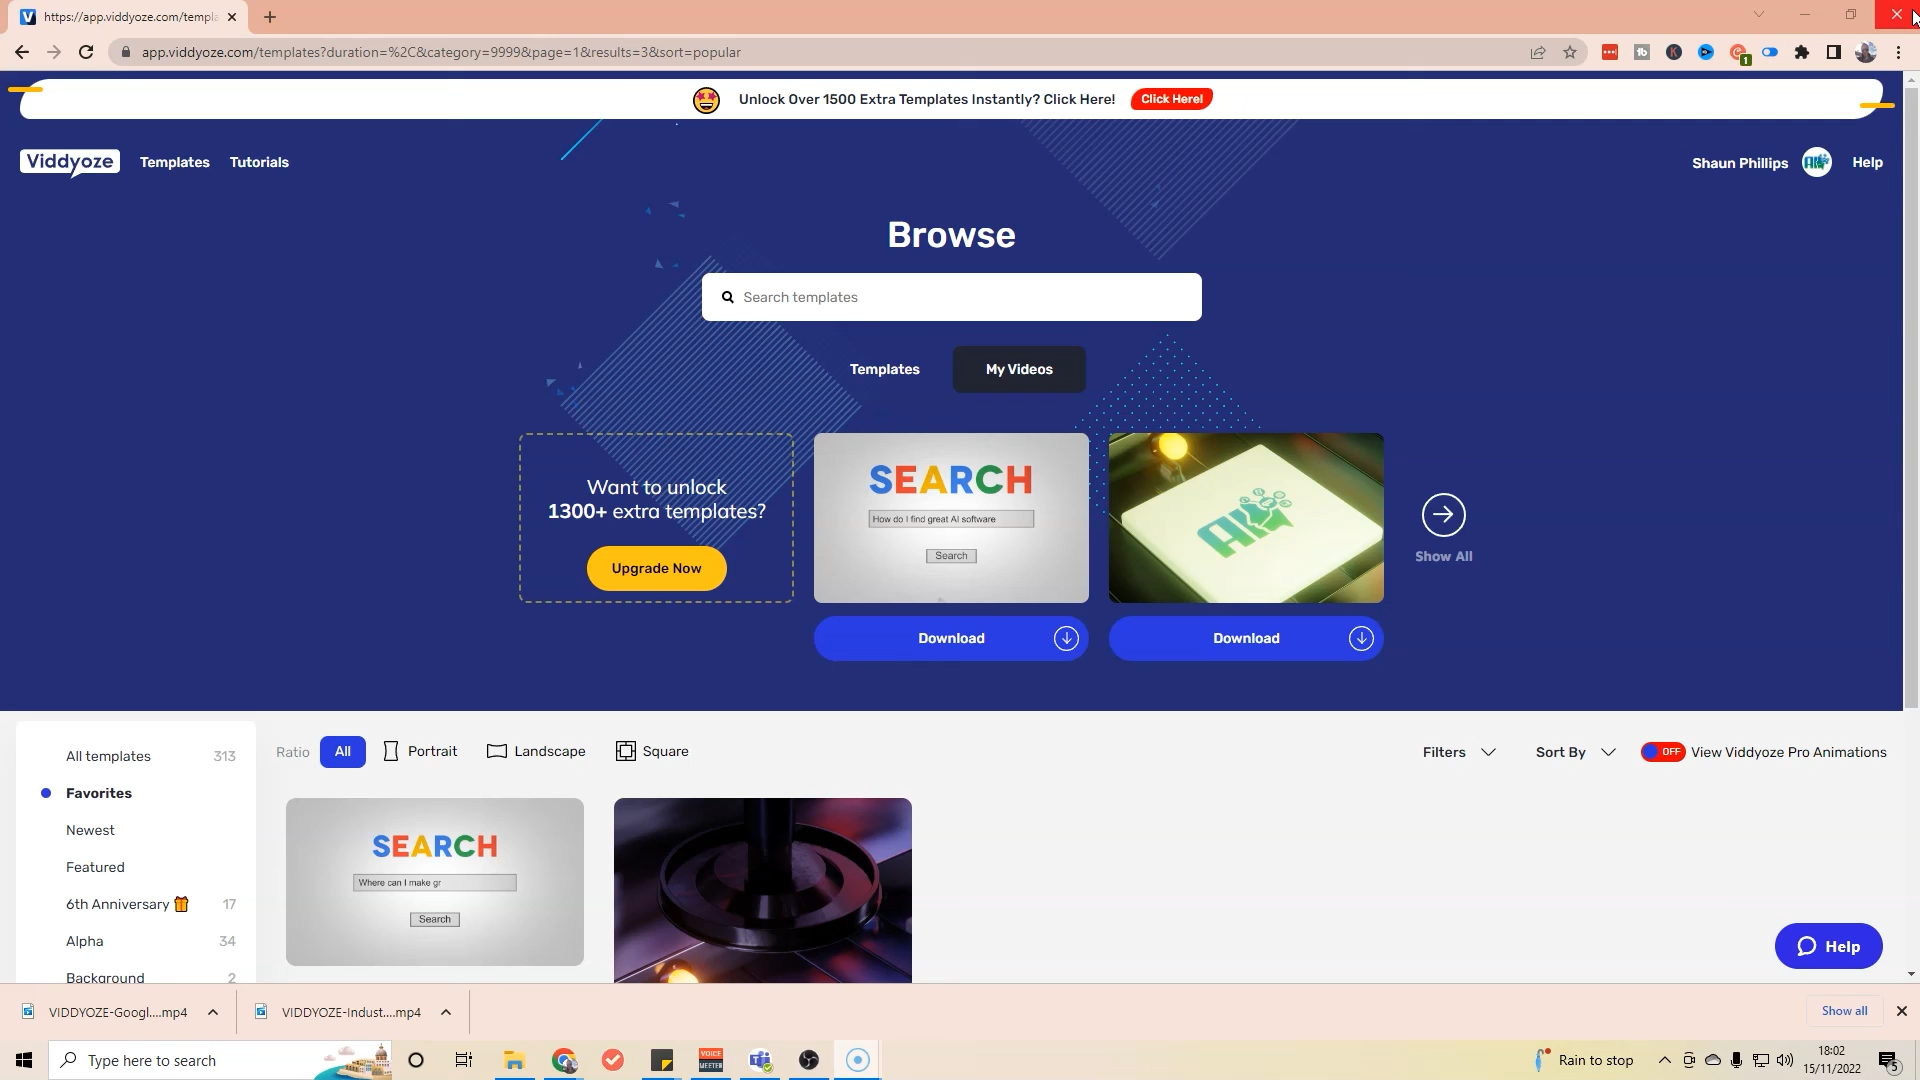 https://app.viddyoze.com/templa
app.viddyoze.com/templates?duration=%2C&category=9999&page=1&results=3&sort=popular
1
Unlock Over 1500 Extra Templates Instantly? Click Here!
Click Here!
Viddyoze
Templates
Tutorials
Shaun Phillips
Help
Browse
Search templates
Templates
My Videos
Want to unlock
1300+ extra templates?
Upgrade Now
SEARCH
How do I find great AI software
Search
Show All
Download
Download
All templates 313
Favorites
Newest
Featured
6th Anniversary 17
Alpha 34
Background 2
Ratio
All
Portrait
Landscape
Square
Filters
Sort By
OFF
View Viddyoze Pro Animations
SEARCH
Where can I make gr
Search
Help
VIDDYOZE-Googl....mp4
VIDDYOZE-Indust....mp4
Show all
Type here to search
VOICE
MEETER
Rain to stop
18:02
15/11/2022
5